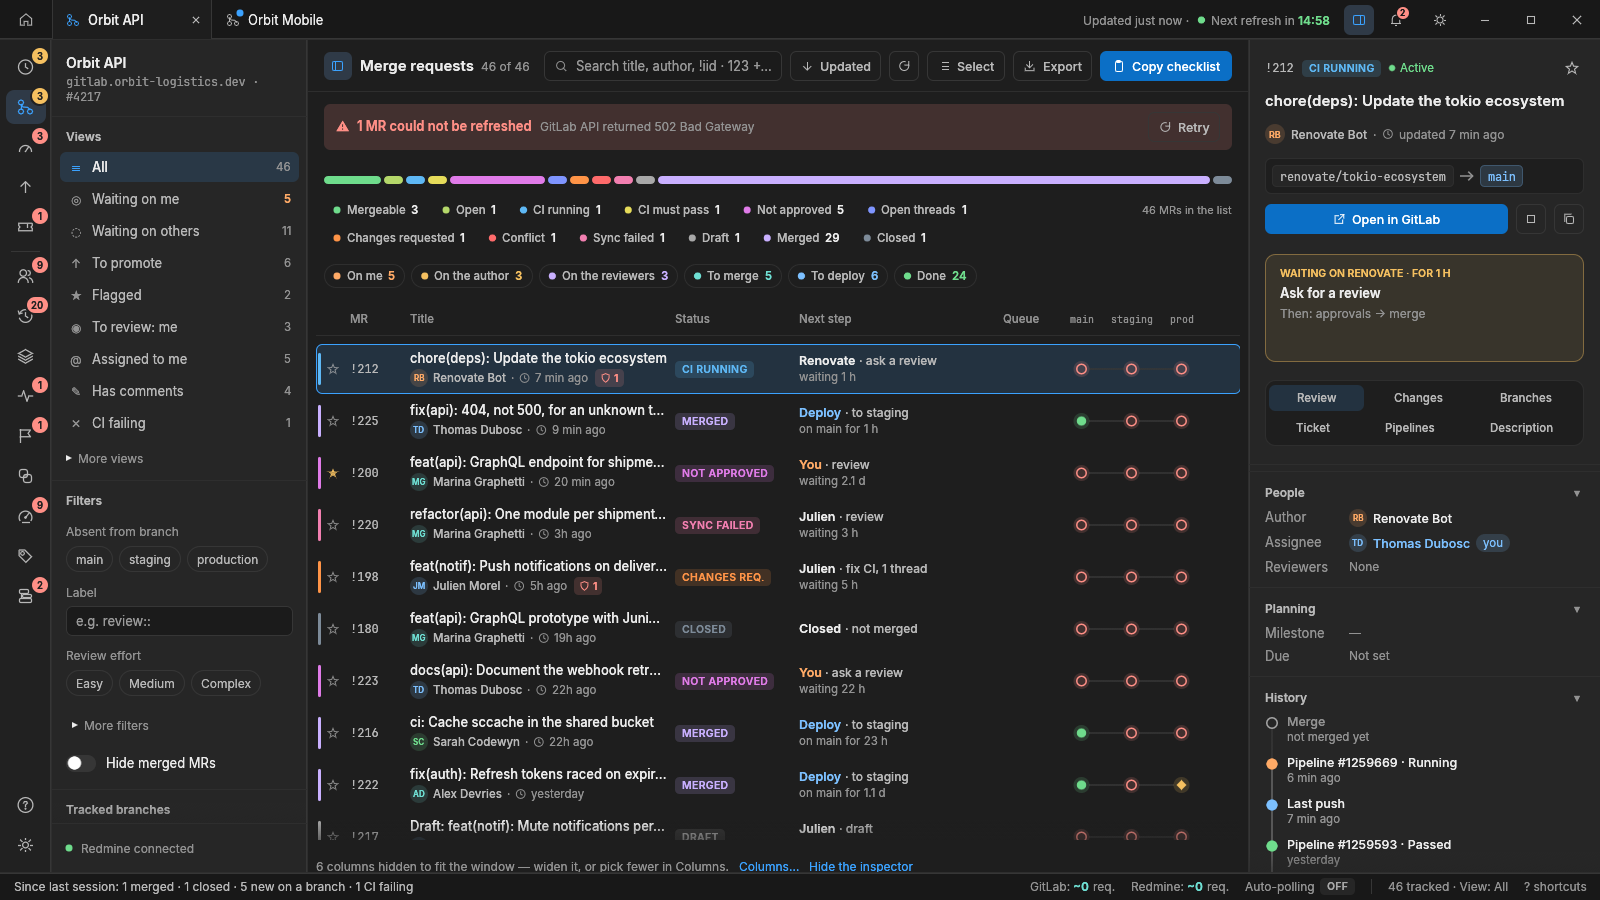 Orbit API
Orbit Mobile
Updated just now · Next refresh in 14:58
2
3
3
3
1
9
20
1
1
9
2
Orbit API
gitlab.orbit-logistics.dev ·
#4217
Views
All 46
Waiting on me 5
Waiting on others 11
To promote 6
Flagged 2
To review: me 3
Assigned to me 5
Has comments 4
CI failing 1
More views
Filters
Absent from branch
main staging production
Label
e.g. review::
Review effort
Easy Medium Complex
More filters
Hide merged MRs
Tracked branches
Redmine connected
Merge requests 46 of 46
Search title, author, !iid · 123 +...
Updated
Select
Export
Copy checklist
1 MR could not be refreshed GitLab API returned 502 Bad Gateway
Retry
Mergeable 3 Open 1 CI running 1 CI must pass 1 Not approved 5 Open threads 1
46 MRs in the list
Changes requested 1 Conflict 1 Sync failed 1 Draft 1 Merged 29 Closed 1
On me 5 On the author 3 On the reviewers 3 To merge 5 To deploy 6 Done 24
MR Title Status Next step Queue main staging prod
!212 chore(deps): Update the tokio ecosystem CI RUNNING Renovate · ask a review
RB Renovate Bot · 7 min ago 1 waiting 1 h
!225 fix(api): 404, not 500, for an unknown t... MERGED Deploy · to staging
TD Thomas Dubosc · 9 min ago on main for 1 h
!200 feat(api): GraphQL endpoint for shipme... NOT APPROVED You · review
MG Marina Graphetti · 20 min ago waiting 2.1 d
!220 refactor(api): One module per shipment... SYNC FAILED Julien · review
MG Marina Graphetti · 3h ago waiting 3 h
!198 feat(notif): Push notifications on deliver... CHANGES REQ. Julien · fix CI, 1 thread
JM Julien Morel · 5h ago 1 waiting 5 h
!180 feat(api): GraphQL prototype with Juni... CLOSED Closed · not merged
MG Marina Graphetti · 19h ago
!223 docs(api): Document the webhook retr... NOT APPROVED You · ask a review
TD Thomas Dubosc · 22h ago waiting 22 h
!216 ci: Cache sccache in the shared bucket MERGED Deploy · to staging
SC Sarah Codewyn · 22h ago on main for 23 h
!222 fix(auth): Refresh tokens raced on expir... MERGED Deploy · to staging
AD Alex Devries · yesterday on main for 1.1 d
!217 Draft: feat(notif): Mute notifications per... DRAFT Julien · draft
6 columns hidden to fit the window — widen it, or pick fewer in Columns. Columns... Hide the inspector
!212 CI RUNNING Active
chore(deps): Update the tokio ecosystem
RB Renovate Bot · updated 7 min ago
renovate/tokio-ecosystem → main
Open in GitLab
WAITING ON RENOVATE · FOR 1 H
Ask for a review
Then: approvals → merge
Review Changes Branches
Ticket Pipelines Description
People
Author RB Renovate Bot
Assignee TD Thomas Dubosc you
Reviewers None
Planning
Milestone —
Due Not set
History
Merge
not merged yet
Pipeline #1259669 · Running
6 min ago
Last push
7 min ago
Pipeline #1259593 · Passed
yesterday
Since last session: 1 merged · 1 closed · 5 new on a branch · 1 CI failing
GitLab: ~0 req. Redmine: ~0 req. Auto-polling OFF 46 tracked · View: All ? shortcuts